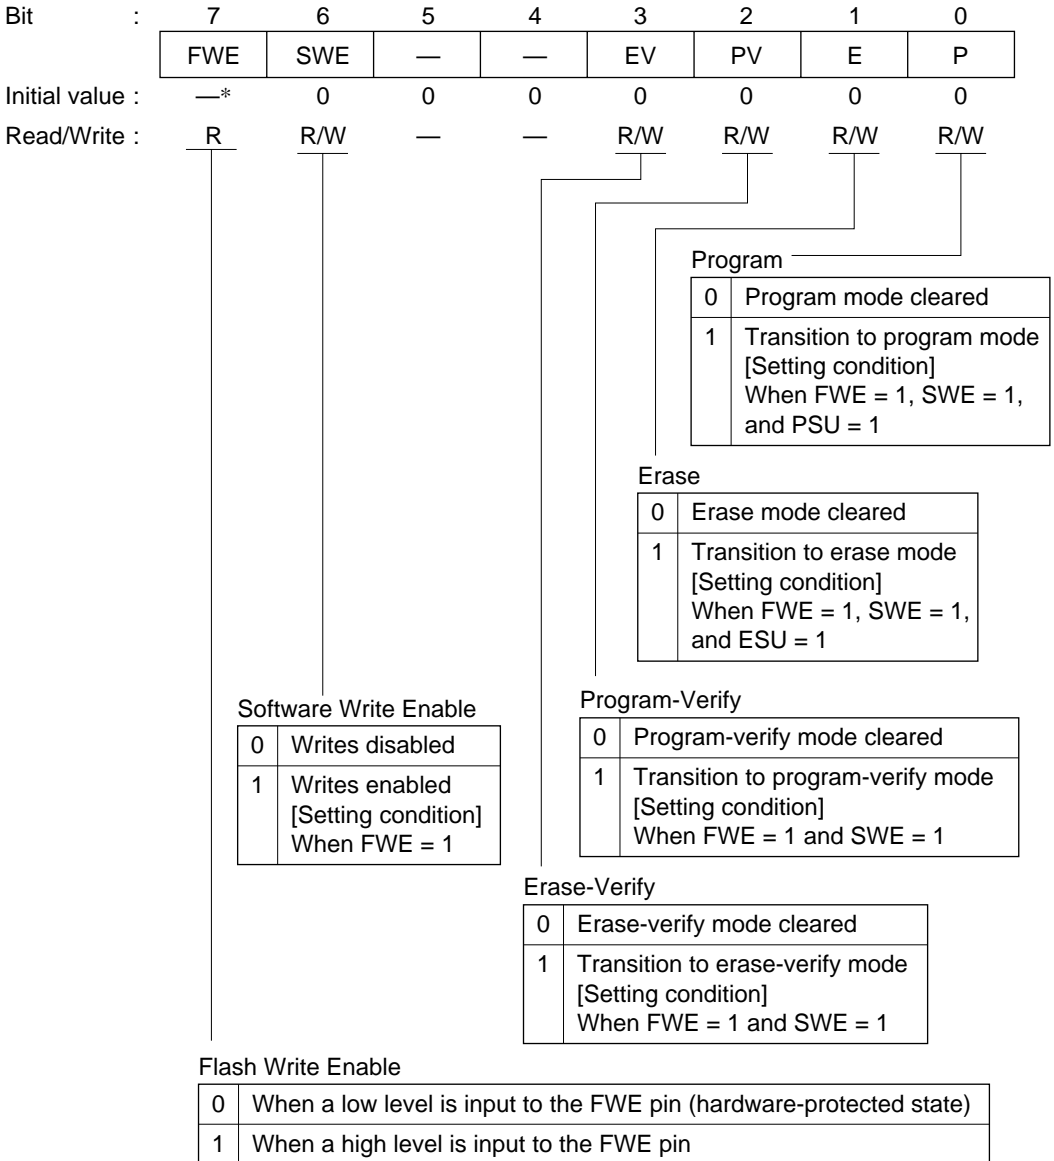 Bit : 7 6 5 4 3 2 1 0
FWE SWE — — EV PV E P
Initial value : —* 0 0 0 0 0 0 0
Read/Write : R R/W — — R/W R/W R/W R/W
Program
0 Program mode cleared
1 Transition to program mode
[Setting condition]
When FWE = 1, SWE = 1,
and PSU = 1
Erase
0 Erase mode cleared
1 Transition to erase mode
[Setting condition]
When FWE = 1, SWE = 1,
and ESU = 1
Software Write Enable
0 Writes disabled
1 Writes enabled
[Setting condition]
When FWE = 1
Program-Verify
0 Program-verify mode cleared
1 Transition to program-verify mode
[Setting condition]
When FWE = 1 and SWE = 1
Erase-Verify
0 Erase-verify mode cleared
1 Transition to erase-verify mode
[Setting condition]
When FWE = 1 and SWE = 1
Flash Write Enable
0 When a low level is input to the FWE pin (hardware-protected state)
1 When a high level is input to the FWE pin